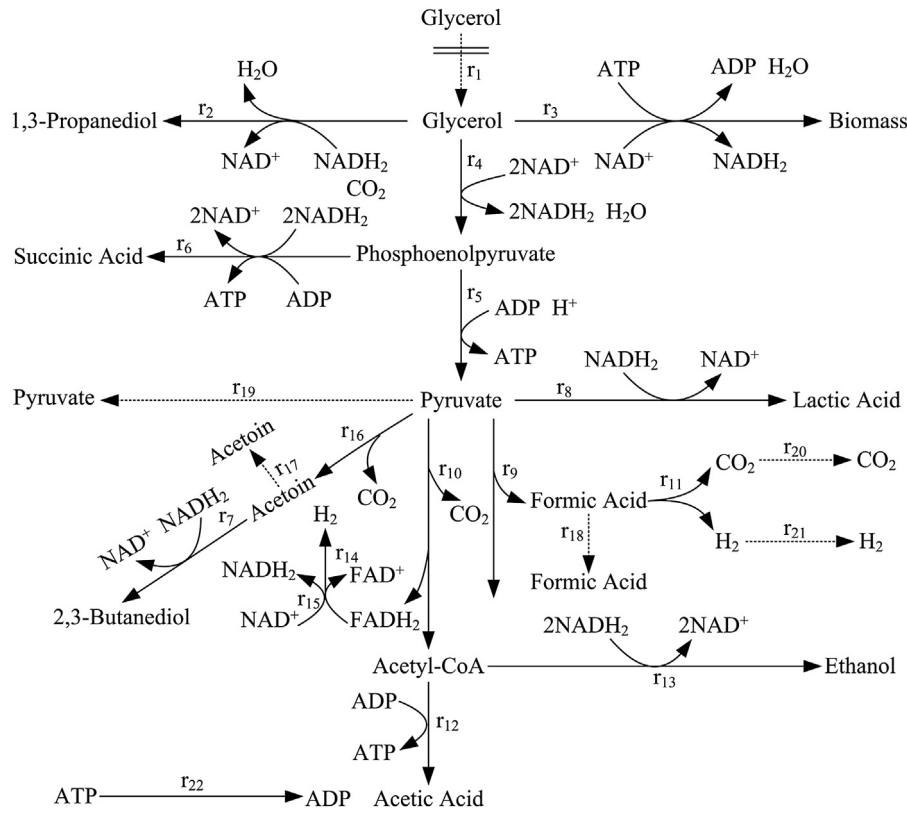 Glycerol
r₁
H₂O
ATP
ADP H₂O
1,3-Propanediol
r₂
Glycerol
r₃
Biomass
NAD⁺
NADH₂
CO₂
r₄
NAD⁺
NADH₂
2NAD⁺
2NADH₂ H₂O
2NAD⁺
2NADH₂
Succinic Acid
r₆
Phosphoenolpyruvate
ATP
ADP
r₅
ADP H⁺
ATP
NADH₂
NAD⁺
Pyruvate
r₁₉
Pyruvate
r₈
Lactic Acid
Acetoin
r₁₇
r₁₆
CO₂
Acetoin
r₁₀
CO₂
r₉
Formic Acid
r₁₁
CO₂
r₂₀
CO₂
H₂
r₂₁
H₂
r₁₈
Formic Acid
NAD⁺ NADH₂
r₇
2,3-Butanediol
H₂
r₁₄
NADH₂
FAD⁺
r₁₅
NAD⁺
FADH₂
2NADH₂
2NAD⁺
Acetyl-CoA
r₁₃
Ethanol
ADP
r₁₂
ATP
ATP
r₂₂
ADP
Acetic Acid